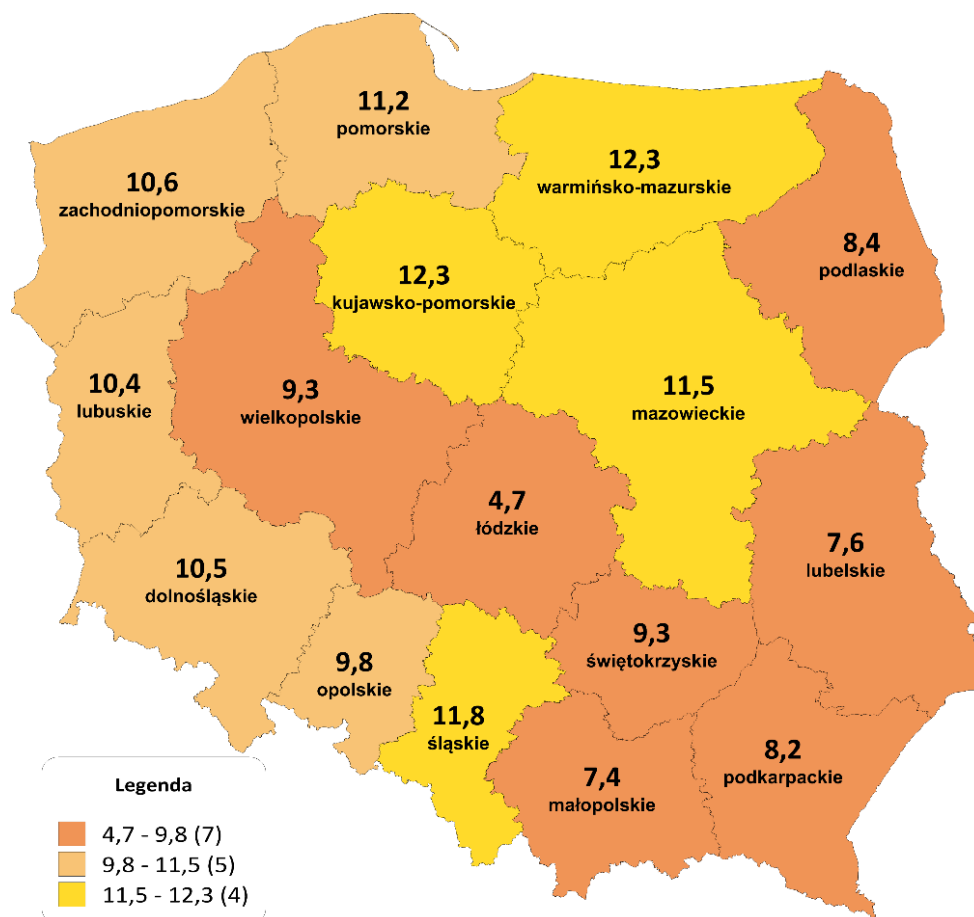 11,2
pomorskie
12,3
warmińsko-mazurskie
10,6
zachodniopomorskie
8,4
podlaskie
12,3
kujawsko-pomorskie
10,4
lubuskie
9,3
wielkopolskie
11,5
mazowieckie
4,7
łódzkie
7,6
lubelskie
10,5
dolnośląskie
9,3
świętokrzyskie
9,8
opolskie
11,8
śląskie
8,2
podkarpackie
7,4
małopolskie
Legenda
4,7 - 9,8 (7)
9,8 - 11,5 (5)
11,5 - 12,3 (4)